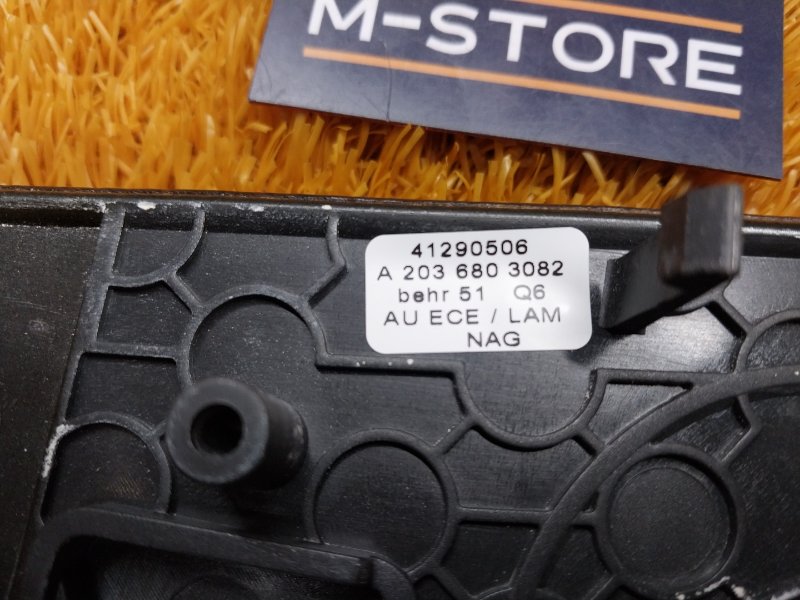 M-STORE
41290506
A 203 680 3082
behr 51 Q6
AU ECE / LAM
NAG